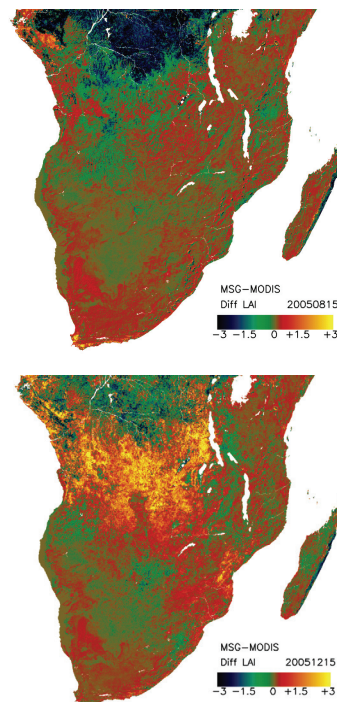 MSG-MODIS
Diff LAI 20050815
-3 -1.5 0 +1.5 +3
MSG-MODIS
Diff LAI 20051215
-3 -1.5 0 +1.5 +3